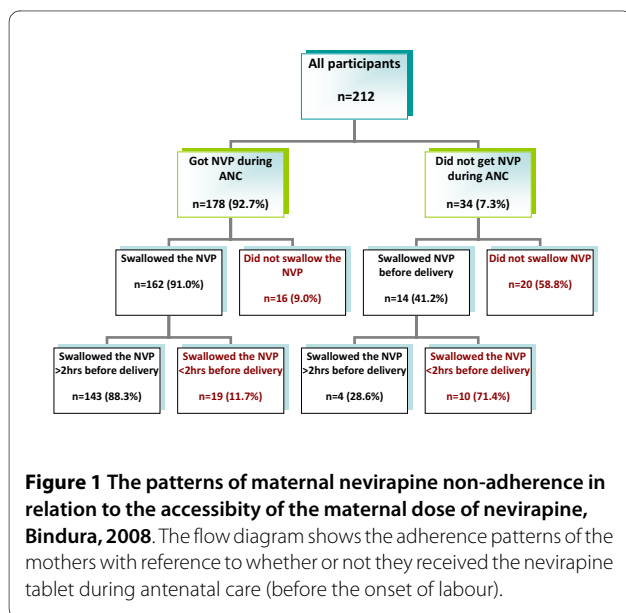 All participants
n=212
Got NVP during
ANC
n=178 (92.7%)
Did not get NVP
during ANC
n=34 (7.3%)
Swallowed the
NVP
n=162 (91.0%)
Did not swallow the
NVP
n=16 (9.0%)
Swallowed NVP
before delivery
n=14 (41.2%)
Did not swallow NVP
n=20 (58.8%)
Swallowed the NVP
>2hrs before delivery
n=143 (88.3%)
Swallowed the NVP
<2hrs before delivery
n=19 (11.7%)
Swallowed the NVP
>2hrs before delivery
n=4 (28.6%)
Swallowed the NVP
<2hrs before delivery
n=10 (71.4%)
Figure 1 The patterns of maternal nevirapine non-adherence in
relation to the accessibity of the maternal dose of nevirapine,
Bindura, 2008. The flow diagram shows the adherence patterns of the
mothers with reference to whether or not they received the nevirapine
tablet during antenatal care (before the onset of labour).